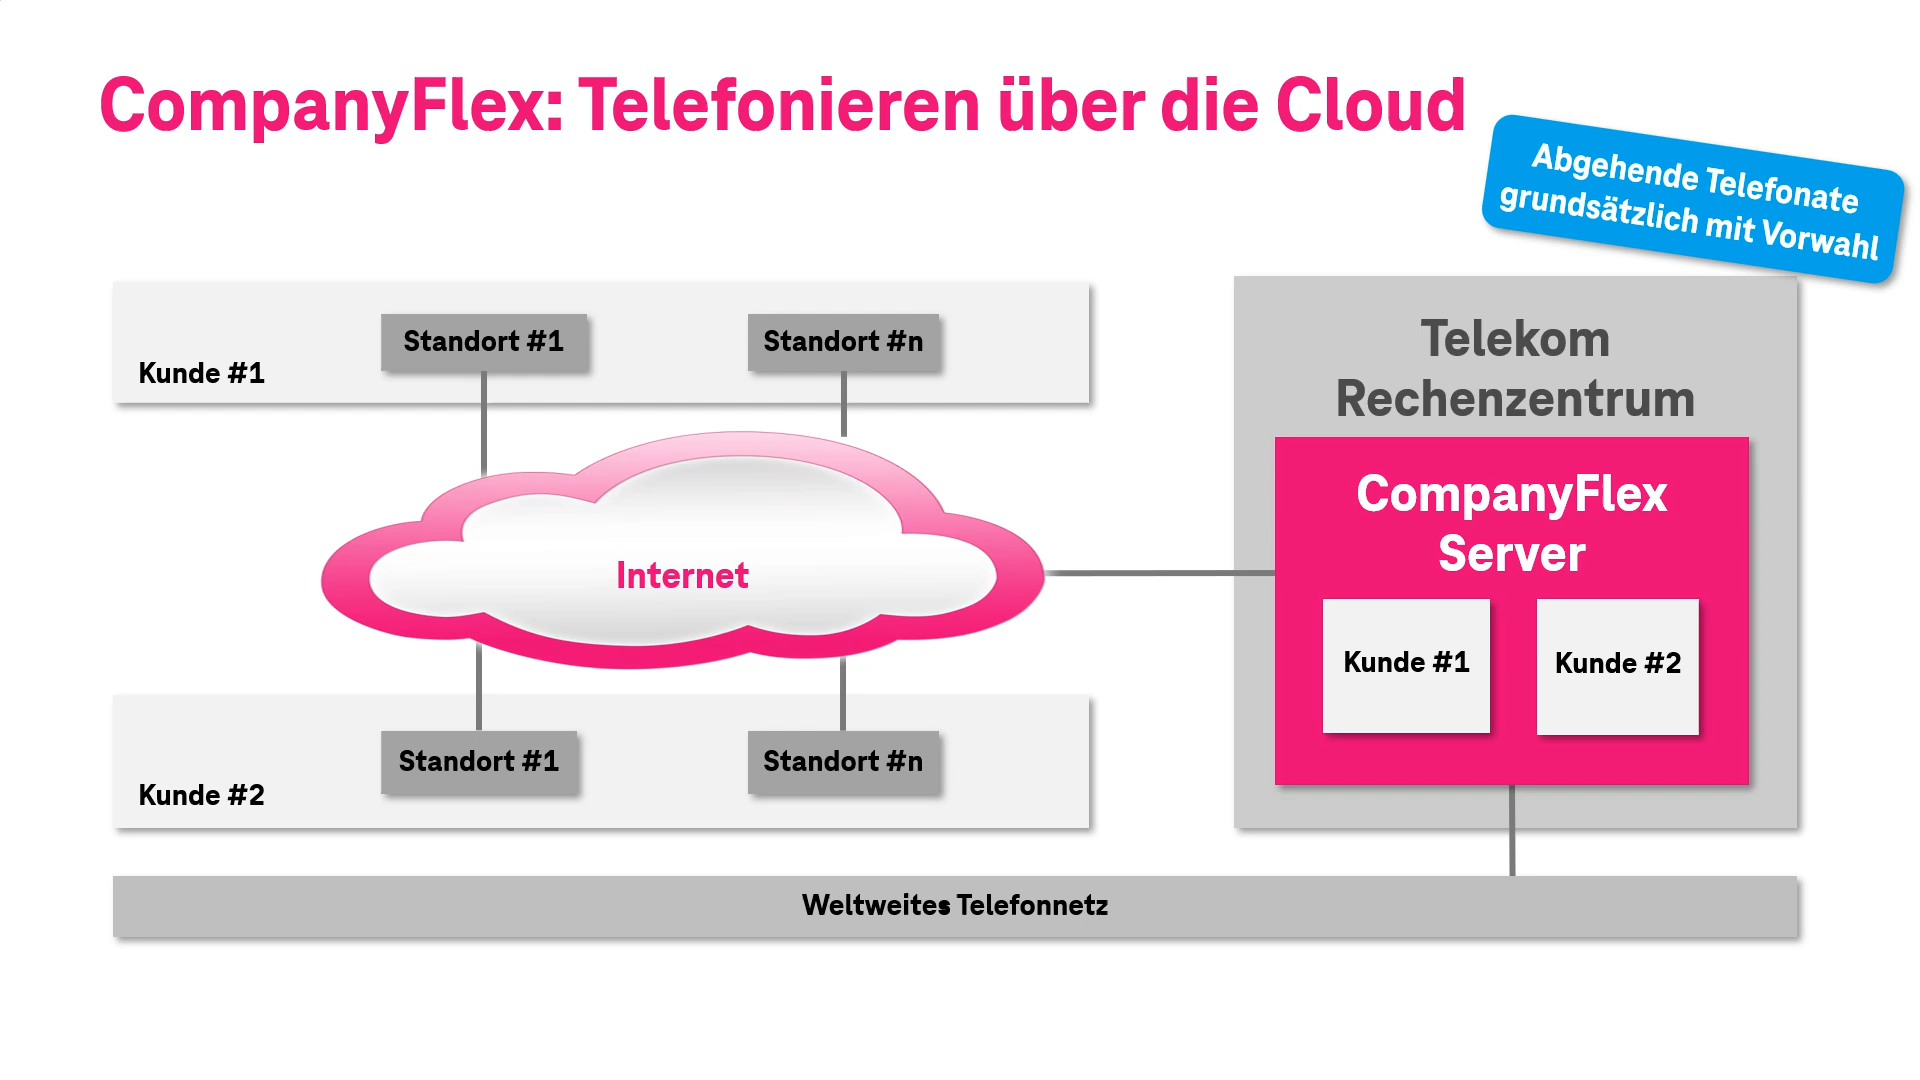 CompanyFlex: Telefonieren über die Cloud
Abgehende Telefonate
grundsätzlich mit Vorwahl
Standort #1
Standort #n
Kunde #1
Telekom
Rechenzentrum
CompanyFlex
Server
Internet
Kunde #1
Kunde #2
Standort #1
Standort #n
Kunde #2
Weltweites Telefonnetz